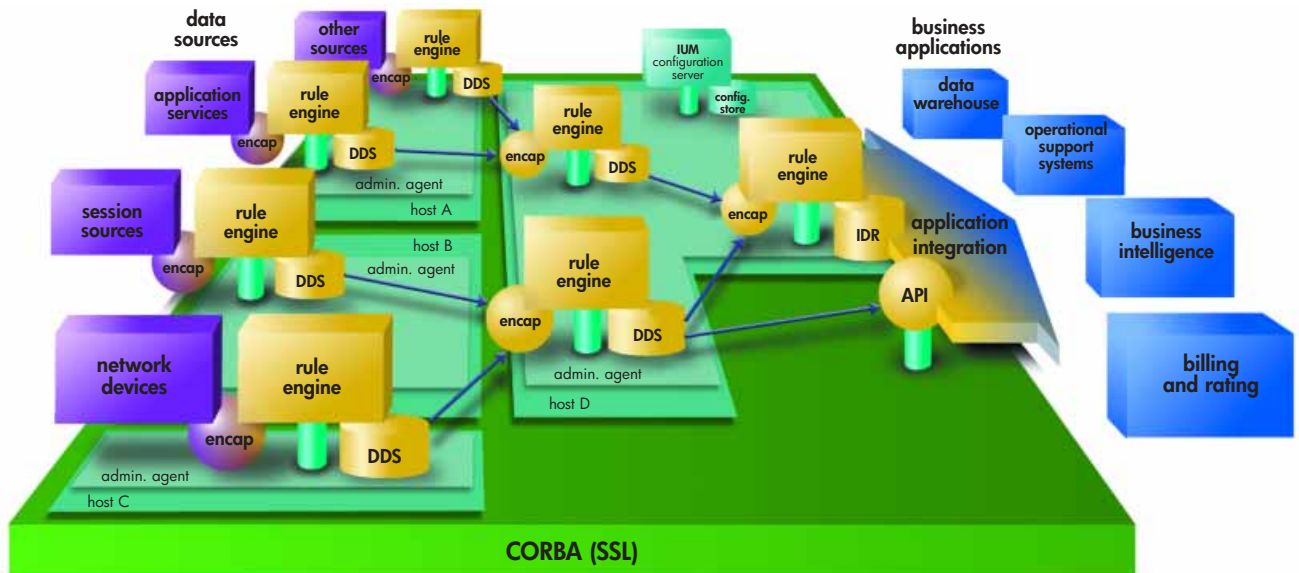 data
sources
other
sources
rule
engine
encap
DDS
application
services
rule
engine
encap
DDS
admin. agent
host A
IUM
configuration
server
config.
store
business
applications
data
warehouse
operational
support
systems
business
intelligence
billing
and rating
rule
engine
encap
DDS
rule
engine
encap
IDR
application
integration
API
session
sources
rule
engine
encap
DDS
host B
admin. agent
rule
engine
encap
DDS
admin. agent
host D
network
devices
rule
engine
encap
DDS
admin. agent
host C
CORBA (SSL)